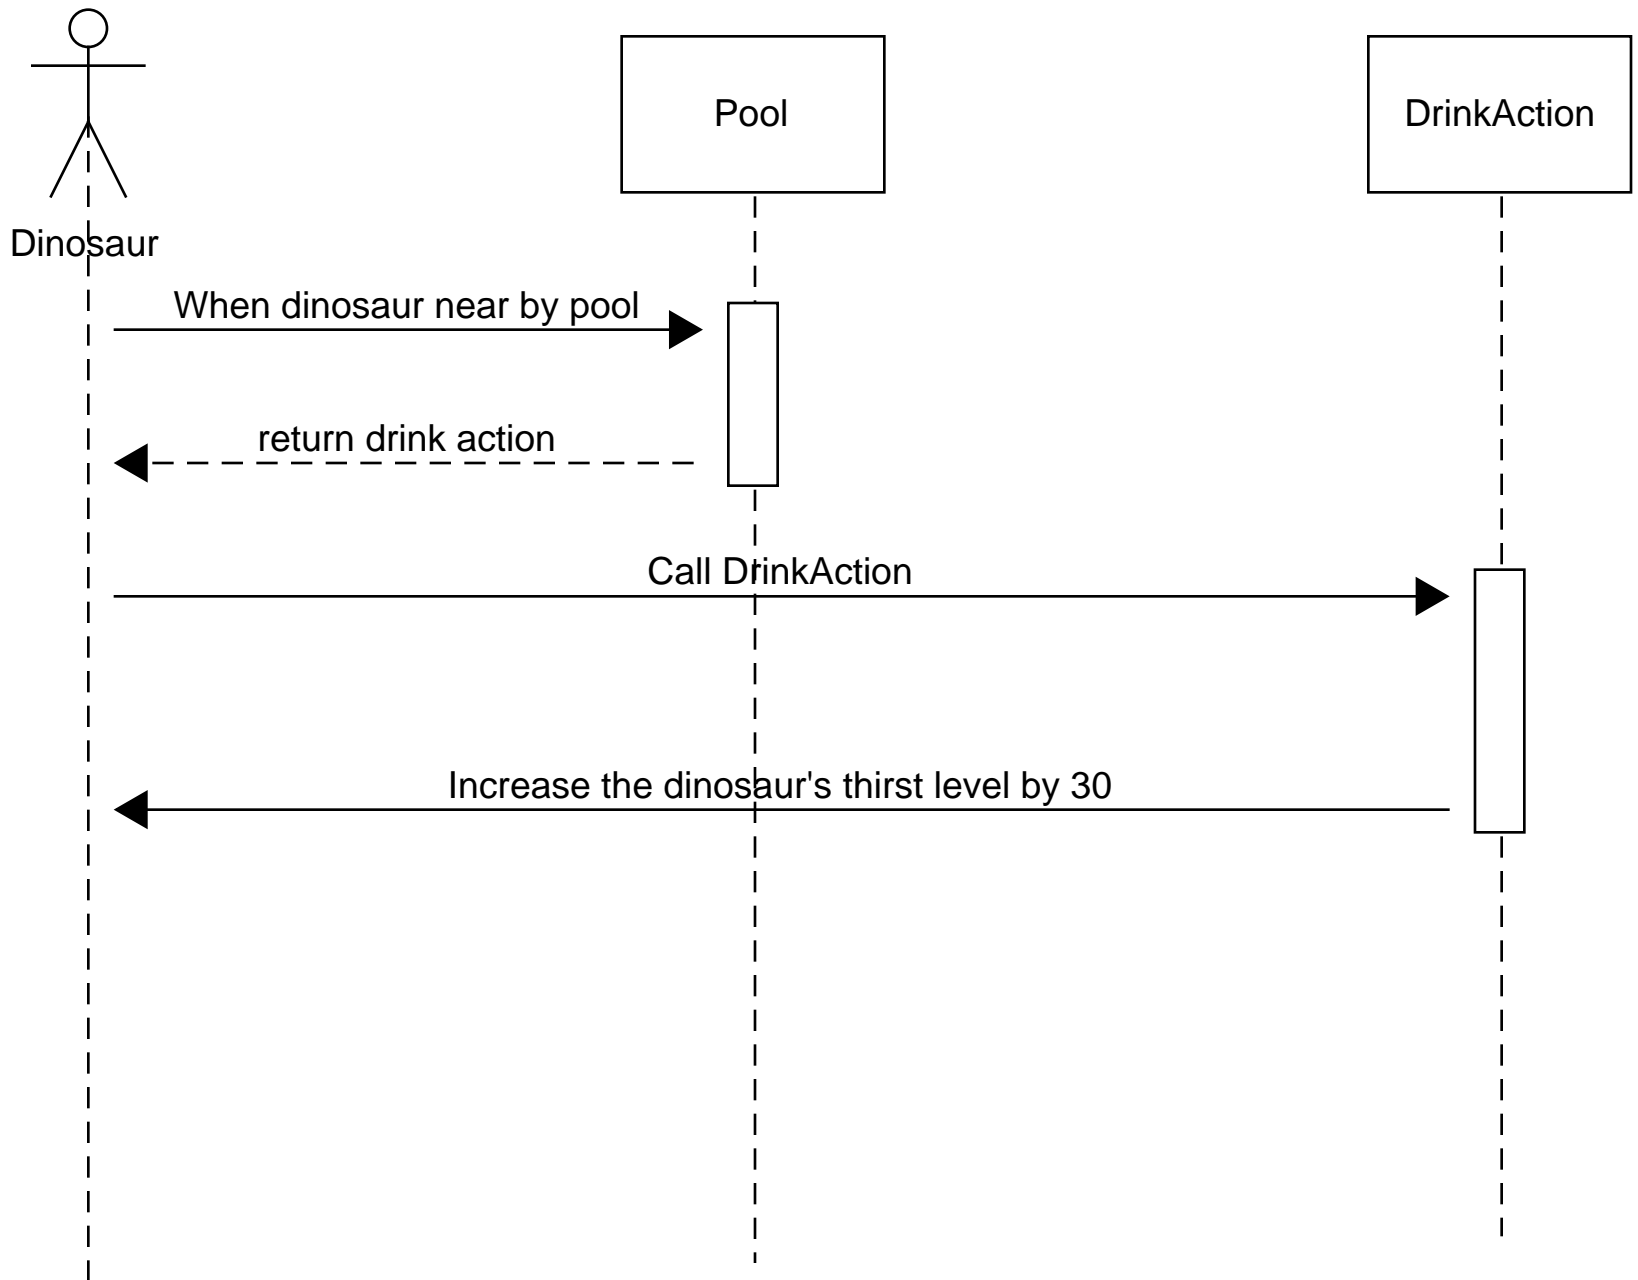 Pool
DrinkAction
Dinosaur
When dinosaur near by pool
return drink action
Call DrinkAction
Increase the dinosaur's thirst level by 30